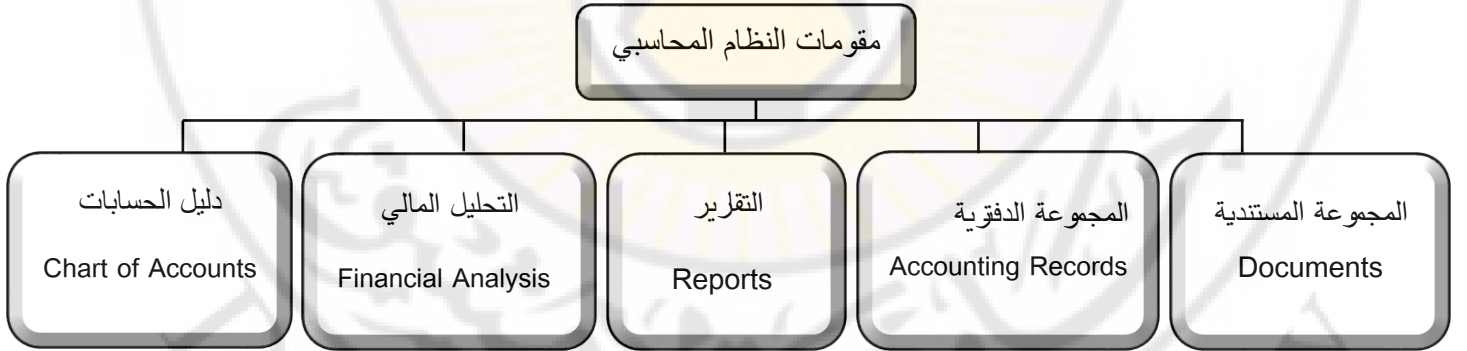 مقومات النظام المحاسبي
المجموعة المستندية
Documents
المجموعة الدفترية
Accounting Records
التقارير
Reports
التحليل المالي
Financial Analysis
دليل الحسابات
Chart of Accounts